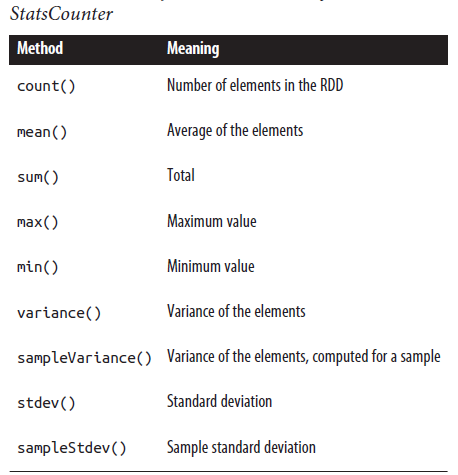 StatsCounter
Method Meaning
count() Number of elements in the RDD
mean() Average of the elements
sum() Total
max() Maximum value
min() Minimum value
variance() Variance of the elements
sampleVariance() Variance of the elements, computed for a sample
stdev() Standard deviation
sampleStdev() Sample standard deviation